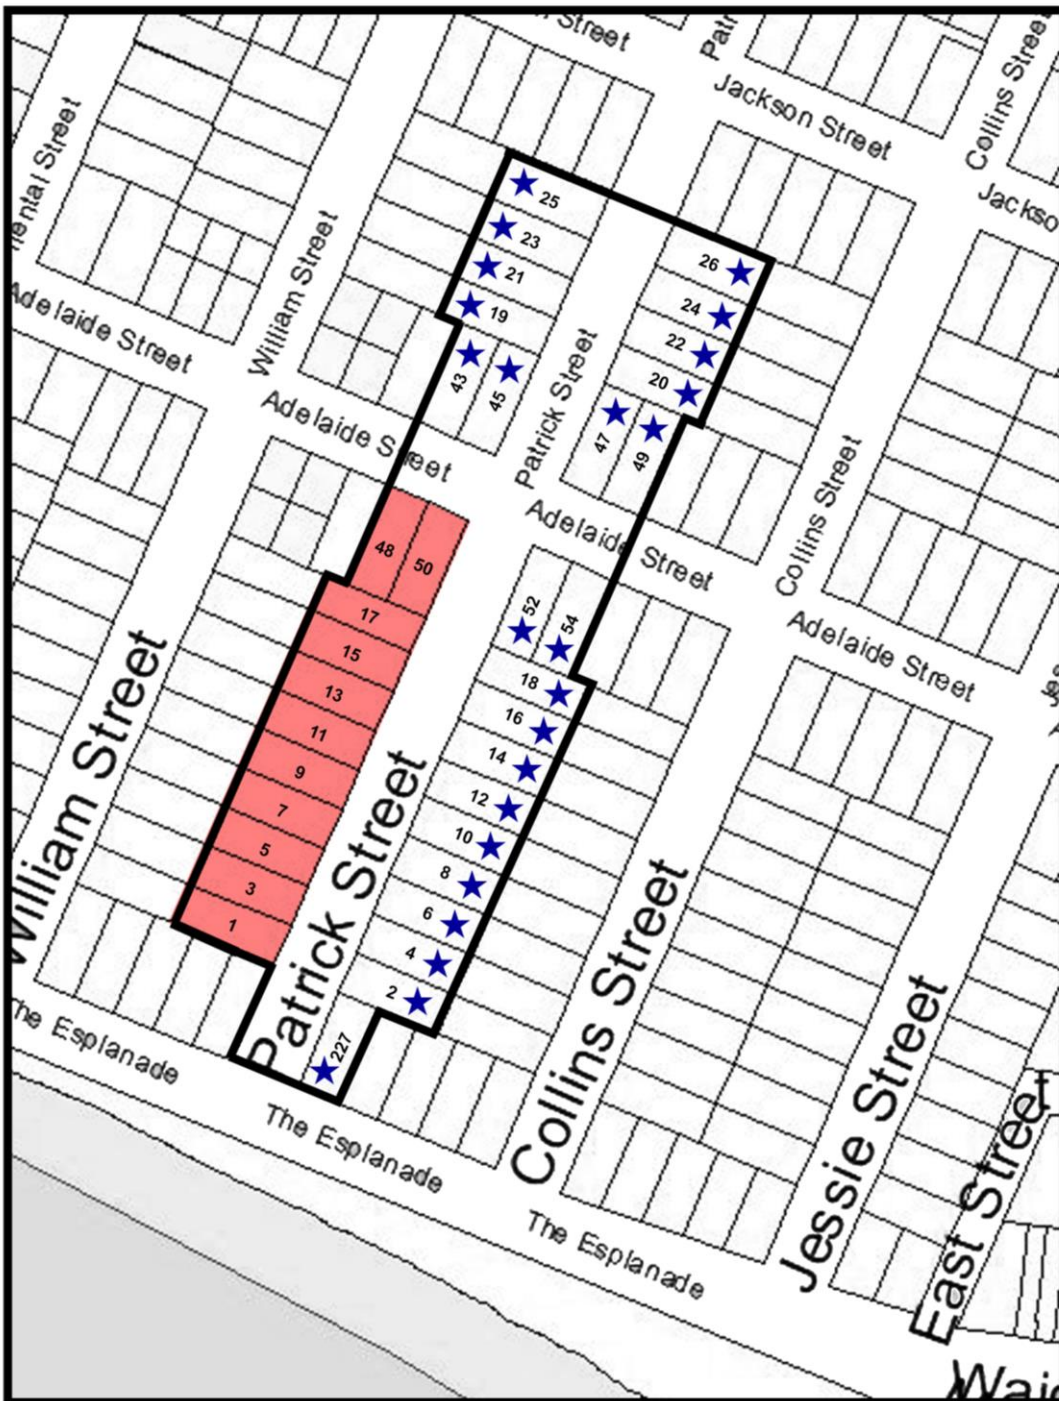 Street
Jackson Street
Collins Street
William Street
Adelaide Street
25
23
21
19
43
45
Patrick Street
26
24
22
20
47
49
Collins Street
Adelaide Street
Adelaide Street
Adelaide Street
48
50
17
15
13
11
9
7
5
3
1
52
54
18
16
14
12
10
8
6
4
2
227
William Street
Patrick Street
Collins Street
Jessie Street
East Street
The Esplanade
The Esplanade
The Esplanade